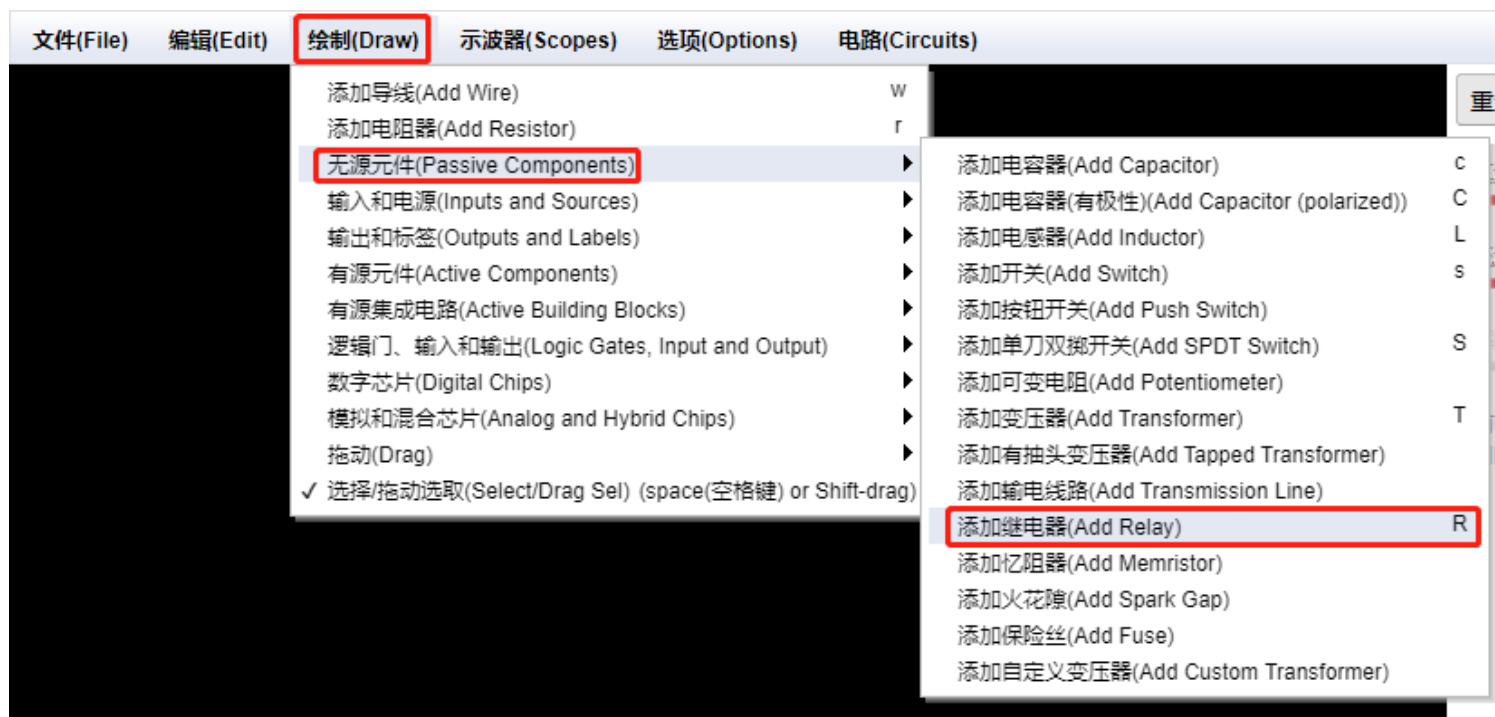 文件(File) 编辑(Edit) 绘制(Draw) 示波器(Scopes) 选项(Options) 电路(Circuits)
添加导线(Add Wire) w
添加电阻器(Add Resistor) r
无源元件(Passive Components)
输入和电源(Inputs and Sources)
输出和标签(Outputs and Labels)
有源元件(Active Components)
有源集成电路(Active Building Blocks)
逻辑门、输入和输出(Logic Gates, Input and Output)
数字芯片(Digital Chips)
模拟和混合芯片(Analog and Hybrid Chips)
拖动(Drag)
✓ 选择/拖动选取(Select/Drag Sel) (space(空格键) or Shift-drag)
添加电容器(Add Capacitor) c
添加电容器(有极性)(Add Capacitor (polarized)) C
添加电感器(Add Inductor) L
添加开关(Add Switch) s
添加按钮开关(Add Push Switch)
添加单刀双掷开关(Add SPDT Switch) S
添加可变电阻(Add Potentiometer)
添加变压器(Add Transformer) T
添加有抽头变压器(Add Tapped Transformer)
添加输电线路(Add Transmission Line)
添加继电器(Add Relay) R
添加忆阻器(Add Memristor)
添加火花隙(Add Spark Gap)
添加保险丝(Add Fuse)
添加自定义变压器(Add Custom Transformer)
重